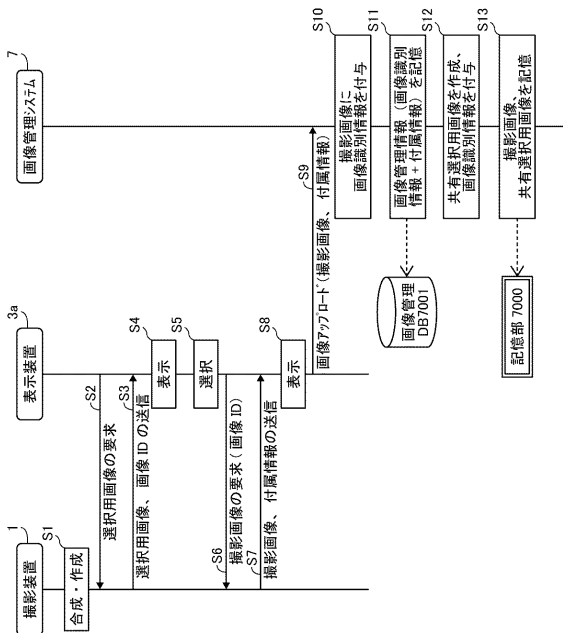 撮影装置
1
表示装置
3a
画像管理システム
7
S1
合成・作成
S2
選択用画像の要求
S3
選択用画像、画像IDの送信
S4
表示
S5
選択
S6
撮影画像の要求(画像ID)
S7
撮影画像、付属情報の送信
S8
表示
S9
画像アップロード(撮影画像、付属情報)
S10
撮影画像に
画像識別情報を付与
S11
画像管理情報(画像識別
情報+付属情報)を記憶
画像管理
DB7001
S12
共有選択用画像を作成、
画像識別情報を付与
S13
撮影画像、
共有選択用画像を記憶
記憶部 7000